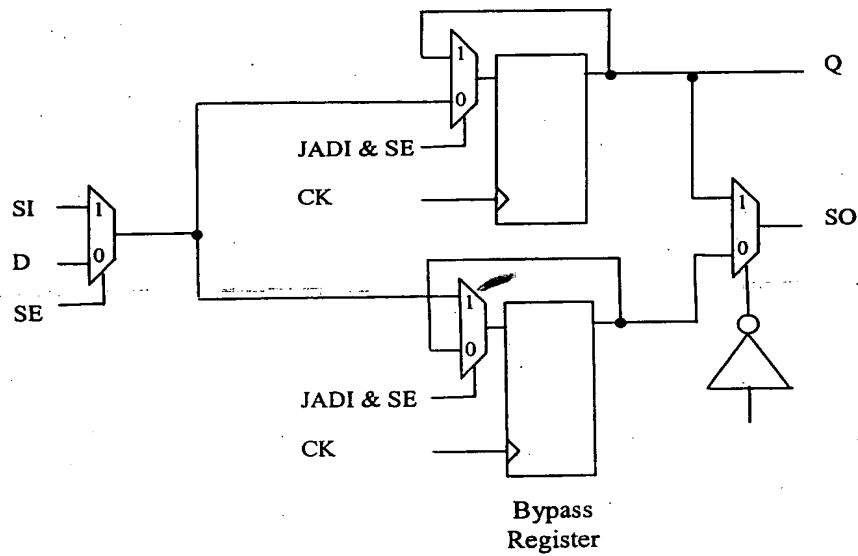 1
Q
0
JADI & SE
CK
SI
1
1
SO
D
0
0
SE
1
0
JADI & SE
CK
Bypass
Register